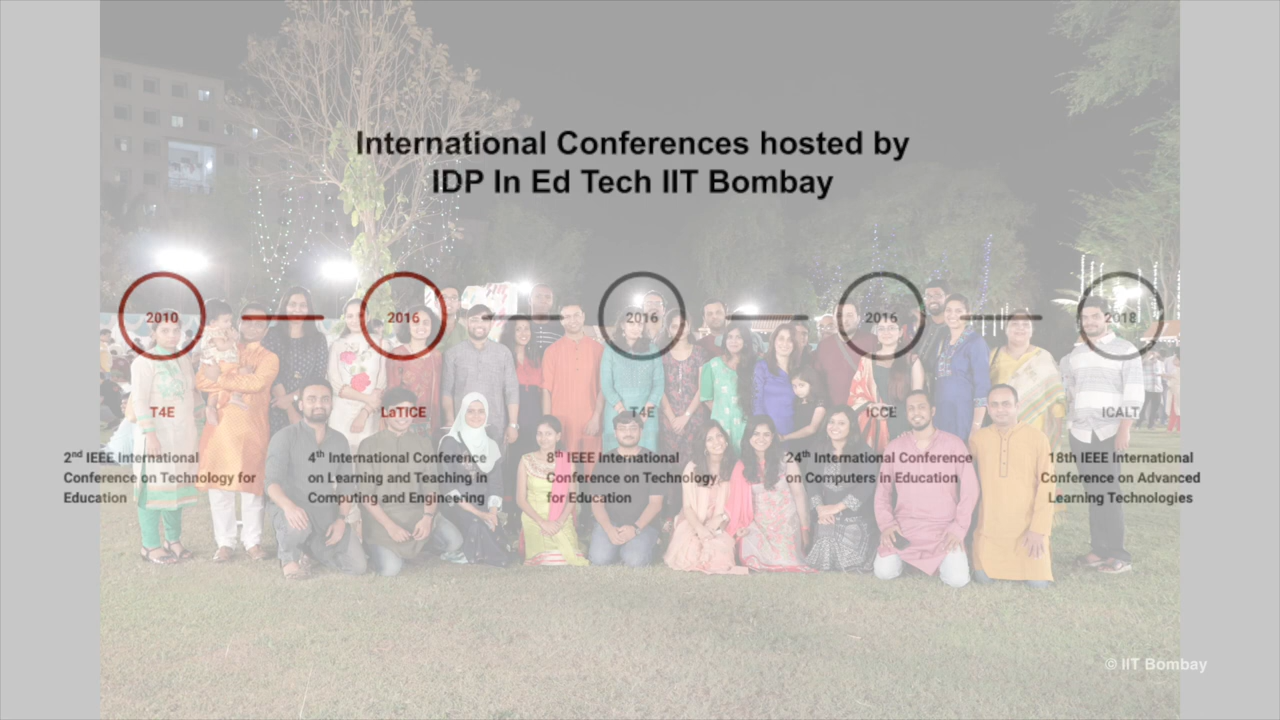 International Conferences hosted by
IDP In Ed Tech IIT Bombay
2010
2016
2016
2016
2018
T4E
LaTICE
T4E
ICCE
ICALT
2nd IEEE International
Conference on Technology for
Education
4th International Conference
on Learning and Teaching in
Computing and Engineering
8th IEEE International
Conference on Technology
for Education
24th International Conference
on Computers in Education
18th IEEE International
Conference on Advanced
Learning Technologies
© IIT Bombay